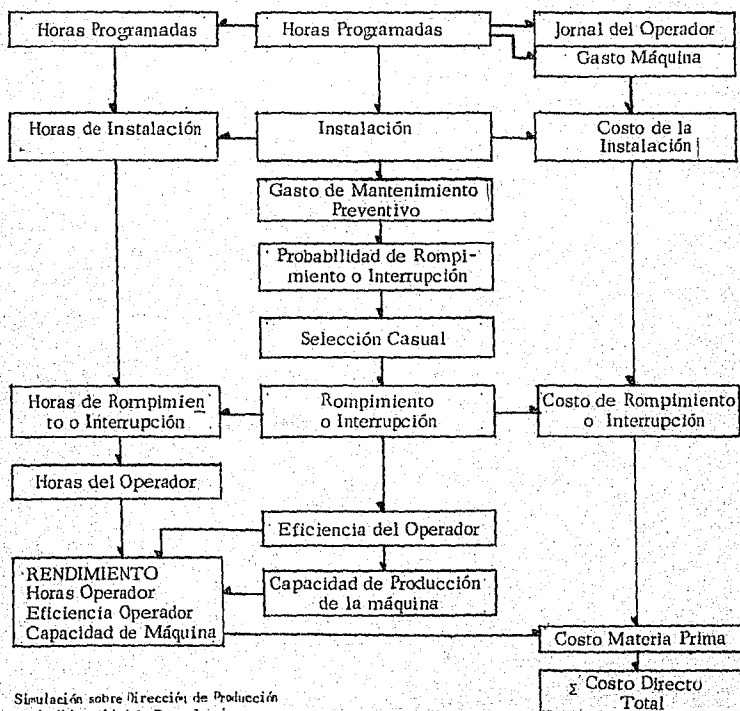 Horas Programadas
Horas Programadas
Jornal del Operador
Gasto Máquina
Horas de Instalación
Instalación
Costo de la
Instalación
Gasto de Mantenimiento
Preventivo
Probabilidad de Rompi-
miento o Interrupción
Selección Casual
Horas de Rompimien
to o Interrupción
Rompimiento
o Interrupción
Costo de Rompimiento
o Interrupción
Horas del Operador
Eficiencia del Operador
RENDIMIENTO
Horas Operador
Eficiencia Operador
Capacidad de Máquina
Capacidad de Producción
de la máquina
Costo Materia Prima
Σ Costo Directo
Total
Simulación sobre Dirección de Producción